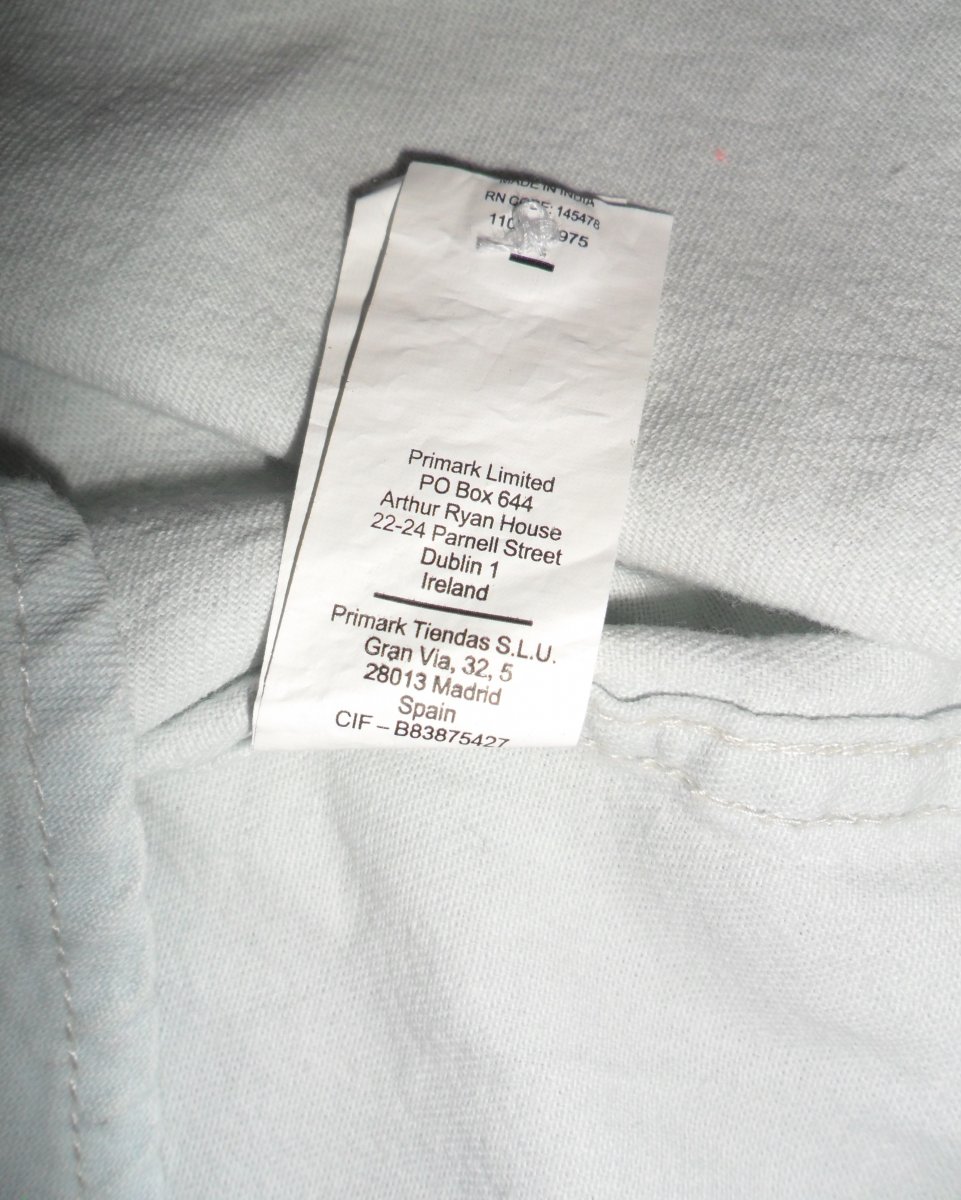 MADE IN INDIA
RN CODE: 145478
Primark Limited
PO Box 644
Arthur Ryan House
22-24 Parnell Street
Dublin 1
Ireland
Primark Tiendas S.L.U.
Gran Via, 32, 5
28013 Madrid
Spain
CIF – B83875427